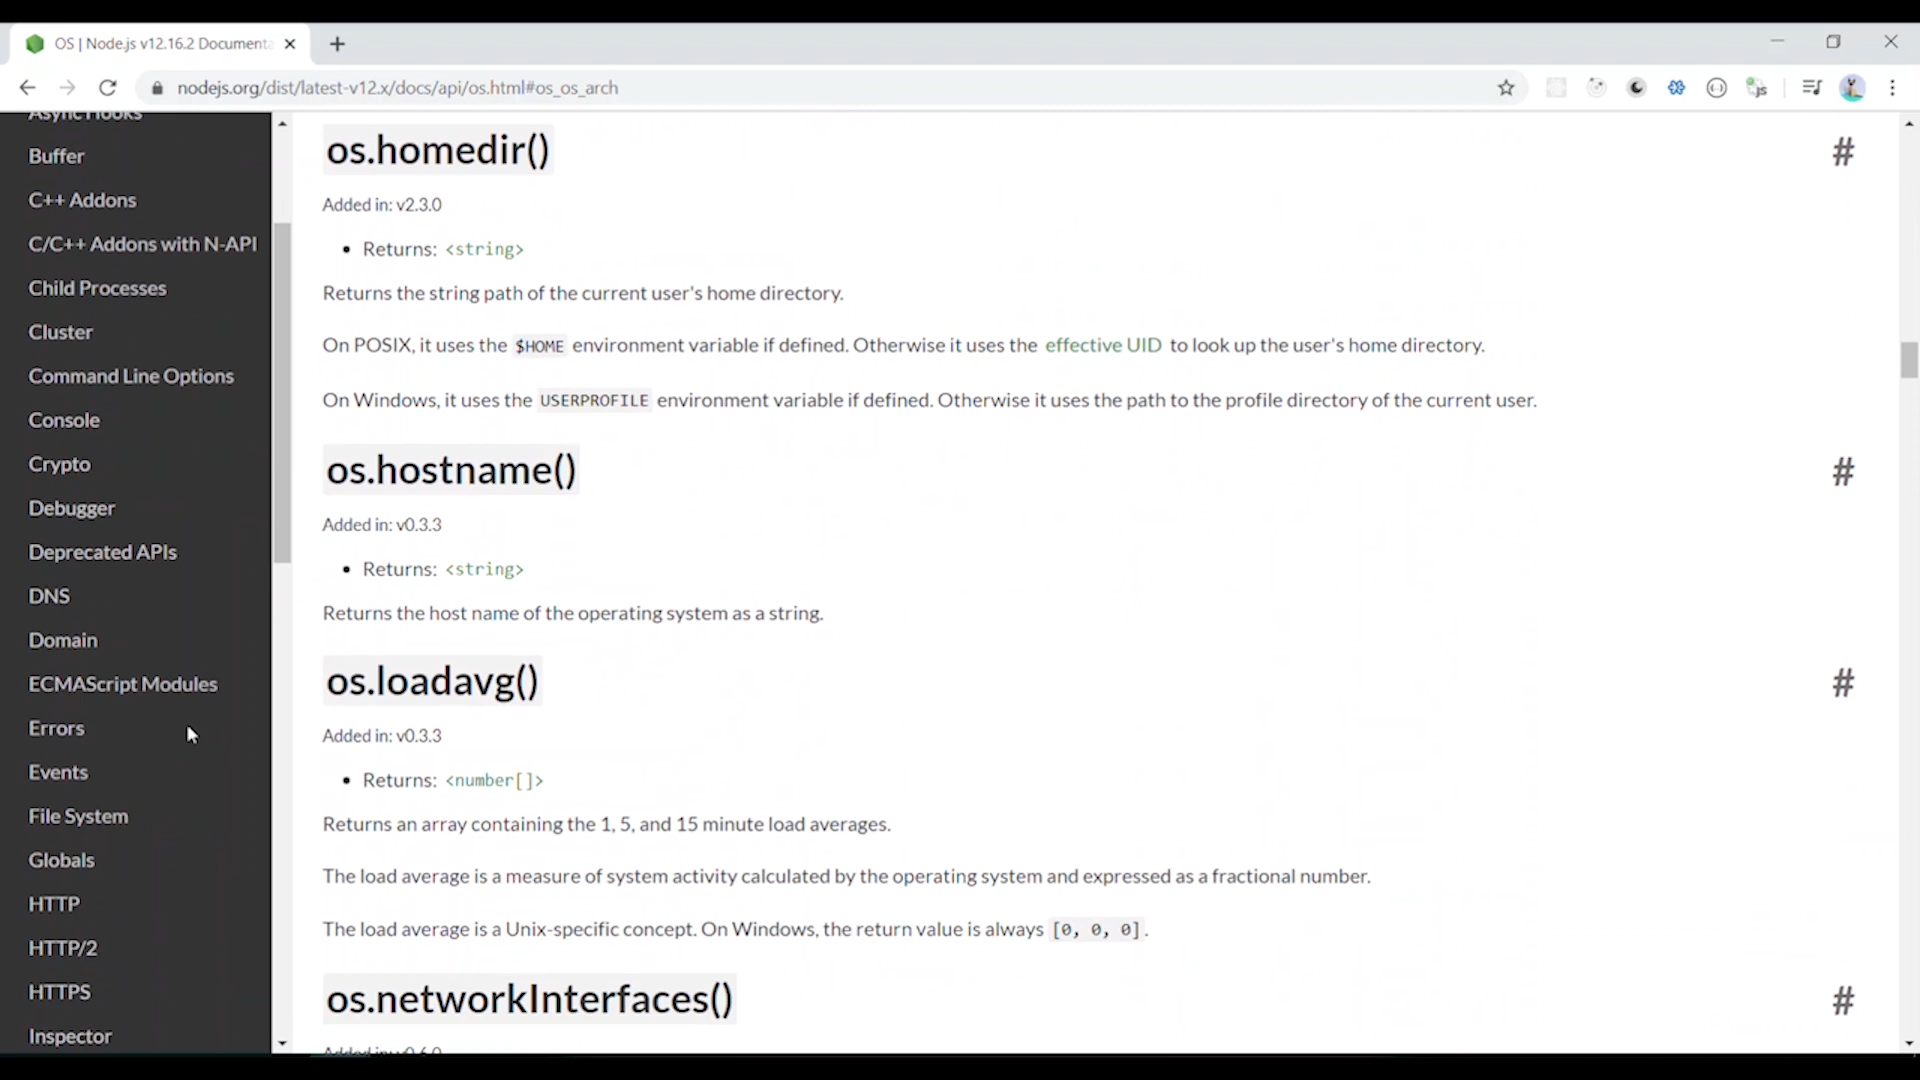 OS | Node.js v12.16.2 Documenta
nodejs.org/dist/latest-v12.x/docs/api/os.html#os_os_arch
Async Hooks
Buffer
C++ Addons
C/C++ Addons with N-API
Child Processes
Cluster
Command Line Options
Console
Crypto
Debugger
Deprecated APIs
DNS
Domain
ECMAScript Modules
Errors
Events
File System
Globals
HTTP
HTTP/2
HTTPS
Inspector
os.homedir()
#
Added in: v2.3.0
• Returns: <string>
Returns the string path of the current user's home directory.
On POSIX, it uses the $HOME environment variable if defined. Otherwise it uses the effective UID to look up the user's home directory.
On Windows, it uses the USERPROFILE environment variable if defined. Otherwise it uses the path to the profile directory of the current user.
os.hostname()
#
Added in: v0.3.3
• Returns: <string>
Returns the host name of the operating system as a string.
os.loadavg()
#
Added in: v0.3.3
• Returns: <number[]>
Returns an array containing the 1, 5, and 15 minute load averages.
The load average is a measure of system activity calculated by the operating system and expressed as a fractional number.
The load average is a Unix-specific concept. On Windows, the return value is always [0, 0, 0].
os.networkInterfaces()
#
Added in: v0.6.0